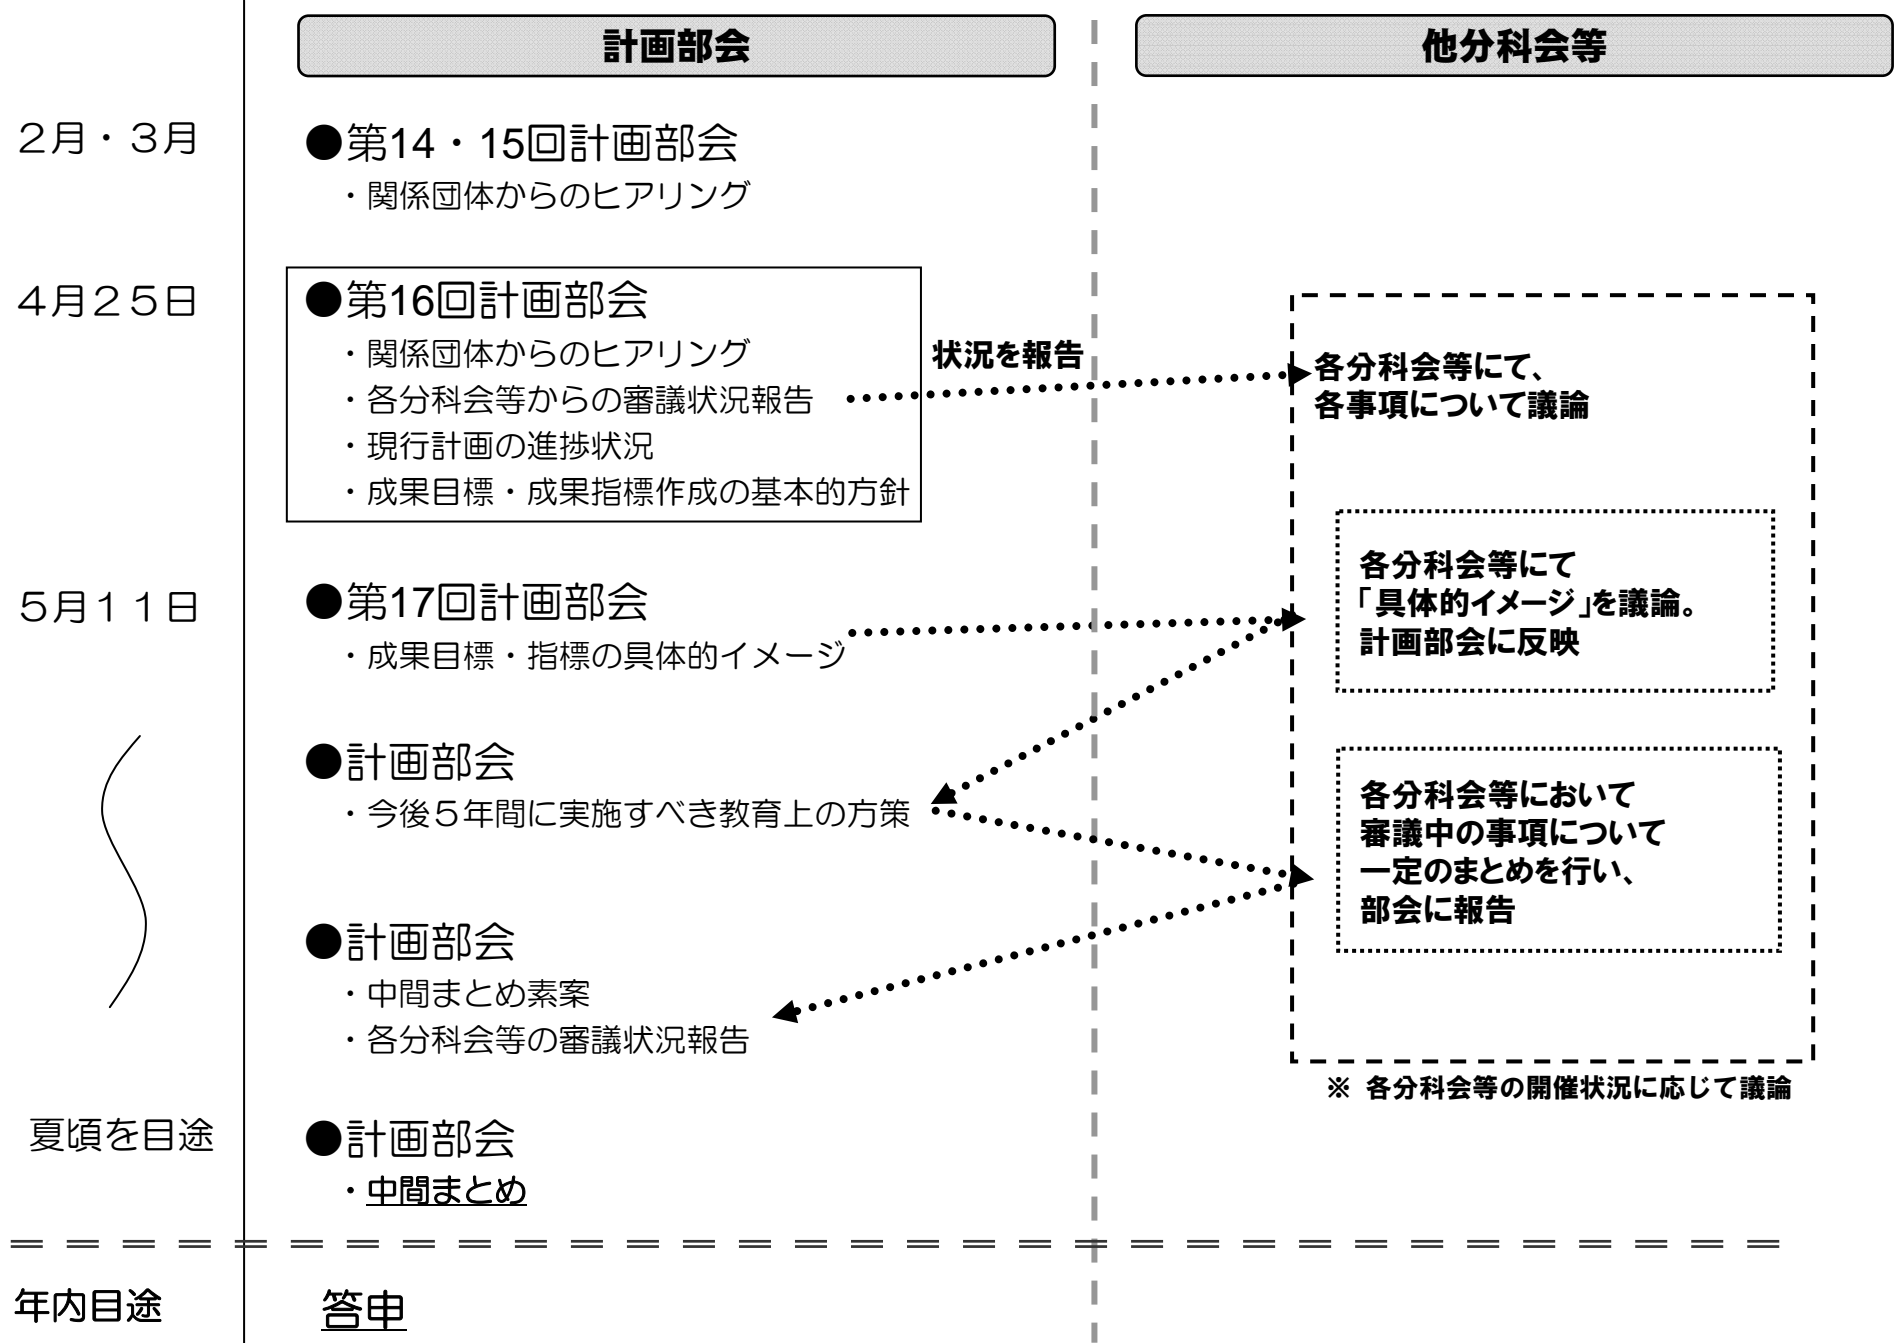 計画部会
他分科会等
２月・３月
●第14・15回計画部会
・関係団体からのヒアリング
４月２５日
●第16回計画部会
・関係団体からのヒアリング
・各分科会等からの審議状況報告
・現行計画の進捗状況
・成果目標・成果指標作成の基本的方針
状況を報告
各分科会等にて、
各事項について議論
５月１１日
●第17回計画部会
・成果目標・指標の具体的イメージ
各分科会等にて
「具体的イメージ」を議論。
計画部会に反映
●計画部会
・今後５年間に実施すべき教育上の方策
各分科会等において
審議中の事項について
一定のまとめを行い、
部会に報告
●計画部会
・中間まとめ素案
・各分科会等の審議状況報告
※ 各分科会等の開催状況に応じて議論
夏頃を目途
●計画部会
・中間まとめ
年内目途
答申